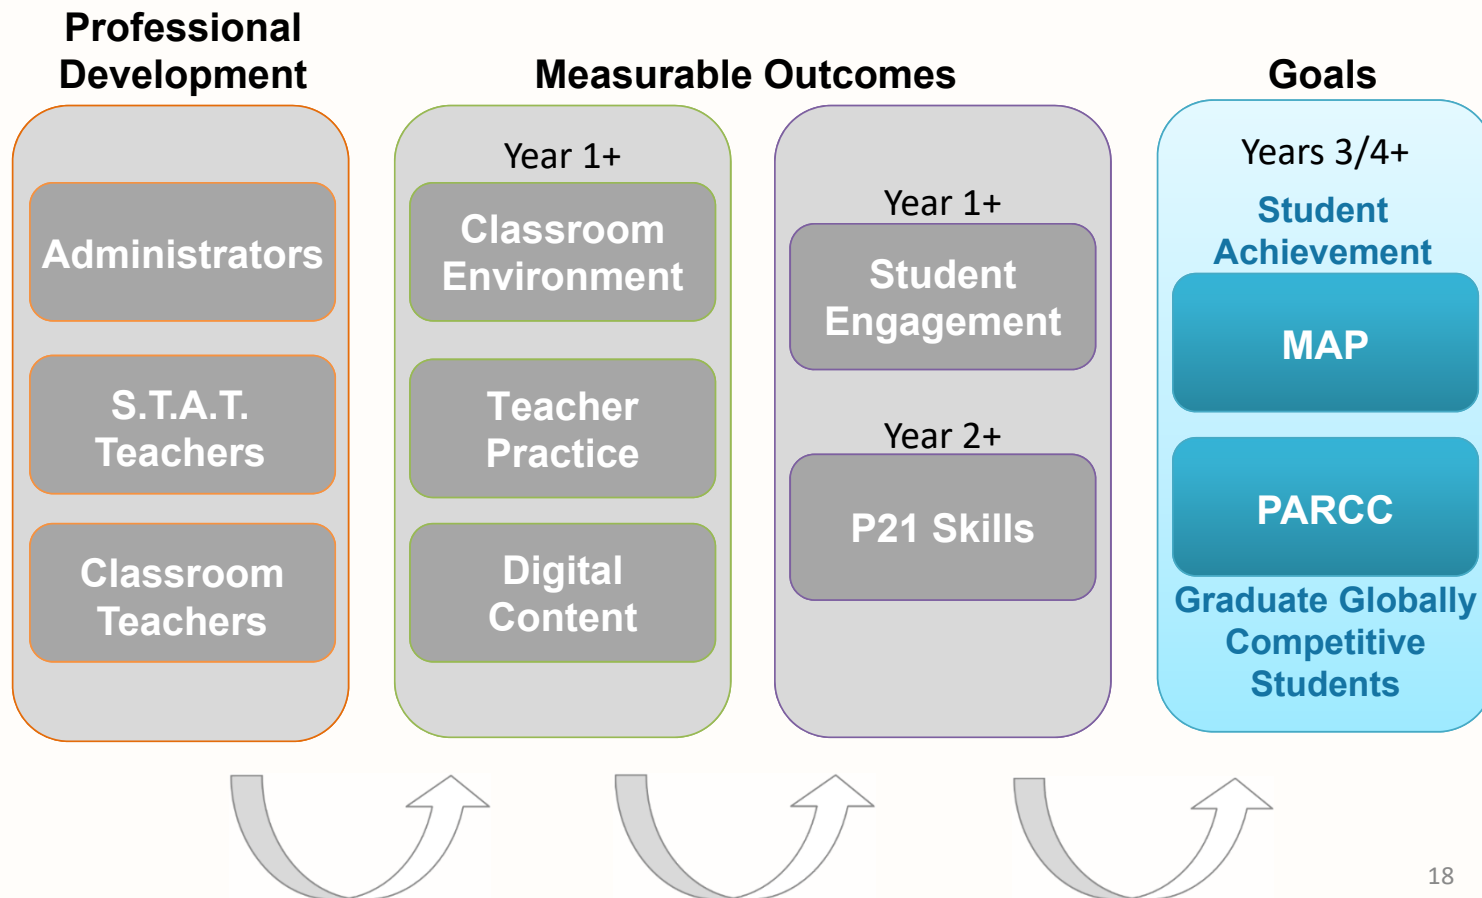 Professional
Development
Administrators
S.T.A.T.
Teachers
Classroom
Teachers
Measurable Outcomes
Year 1+
Classroom
Environment
Teacher
Practice
Digital
Content
Year 1+
Student
Engagement
Year 2+
P21 Skills
Goals
Years 3/4+
Student
Achievement
MAP
PARCC
Graduate Globally
Competitive
Students
18